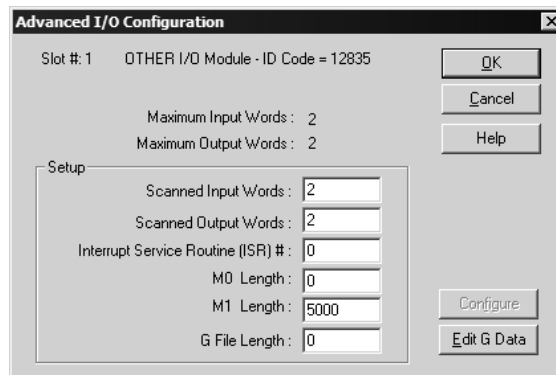 Advanced I/O Configuration
Slot #: 1 OTHER I/O Module - ID Code = 12835
OK
Cancel
Help
Maximum Input Words : 2
Maximum Output Words : 2
Setup
Scanned Input Words : 2
Scanned Output Words : 2
Interrupt Service Routine (ISR) # : 0
M0 Length : 0
M1 Length : 5000
G File Length : 0
Configure
Edit G Data